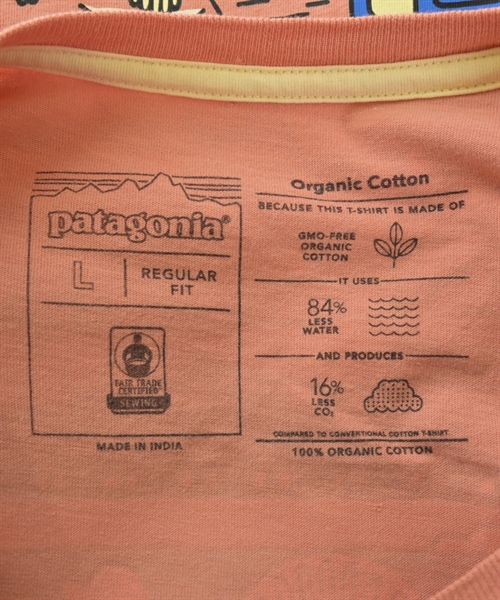 patagonia®
L
REGULAR
FIT
FAIR TRADE
CERTIFIED™
SEWING
MADE IN INDIA
Organic Cotton
BECAUSE THIS T-SHIRT IS MADE OF
GMO-FREE
ORGANIC
COTTON
IT USES
84%
LESS
WATER
AND PRODUCES
16%
LESS
CO₂
COMPARED TO CONVENTIONAL COTTON T-SHIRT
100% ORGANIC COTTON